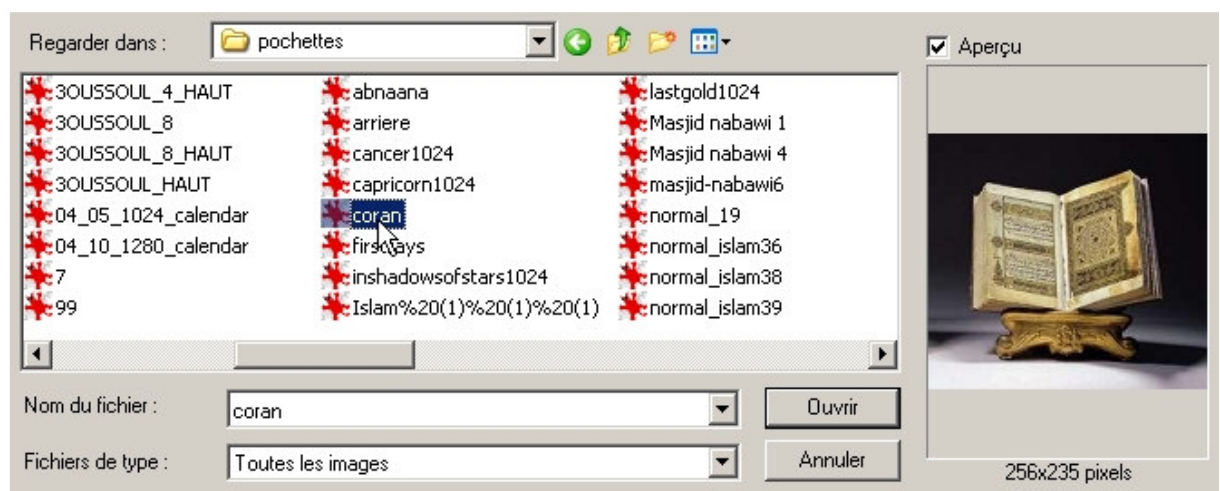 Regarder dans :
pochettes
Aperçu
3OUSSOUL_4_HAUT
3OUSSOUL_8
3OUSSOUL_8_HAUT
3OUSSOUL_HAUT
04_05_1024_calendar
04_10_1280_calendar
7
99
abnaana
arriere
cancer1024
capricorn1024
coran
inshadowsofstars1024
Islam%20(1)%20(1)%20(1)
lastgold1024
Masjid nabawi 1
Masjid nabawi 4
masjid-nabawi6
normal_19
normal_islam36
normal_islam38
normal_islam39
Nom du fichier :
coran
Ouvrir
Fichiers de type :
Toutes les images
Annuler
256x235 pixels